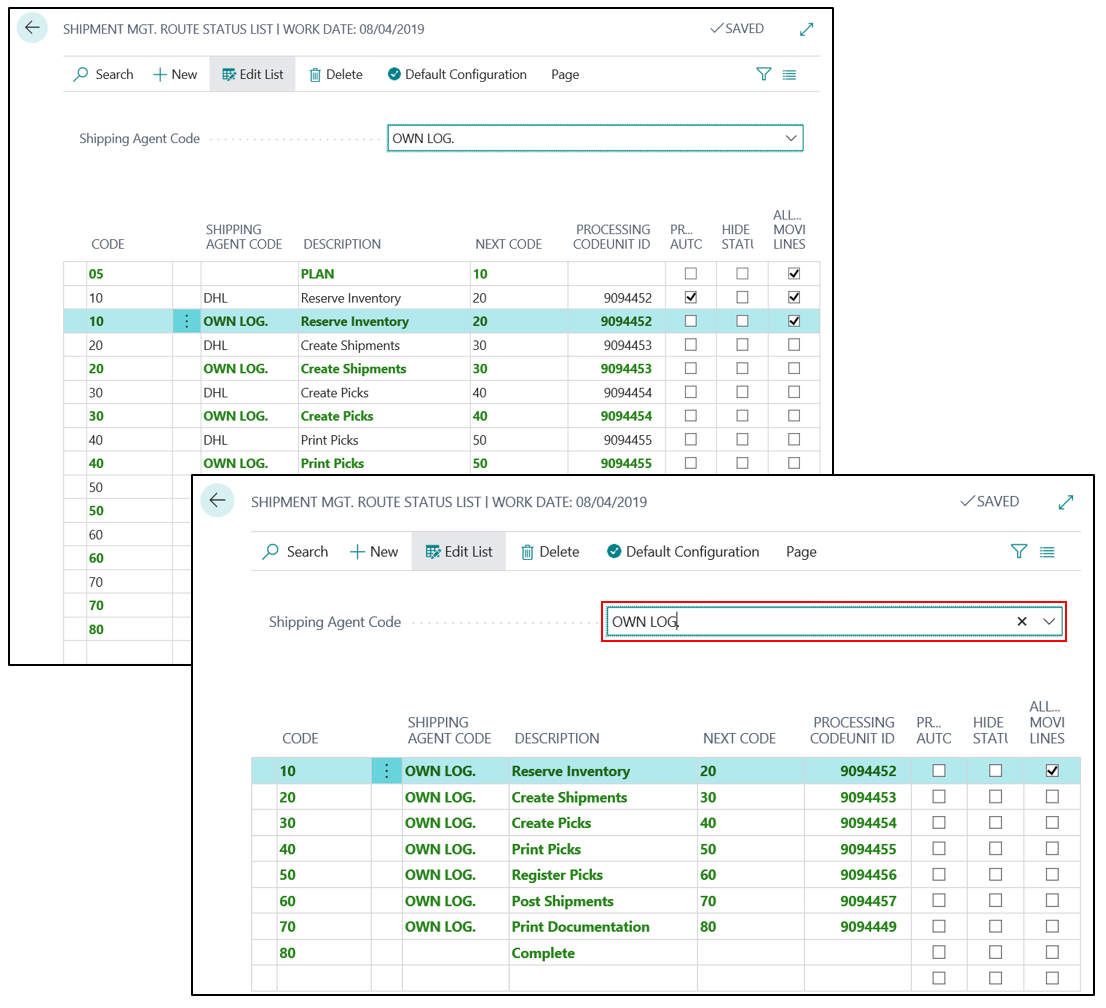 SHIPMENT MGT. ROUTE STATUS LIST | WORK DATE: 08/04/2019 SAVED
Search New Edit List Delete Default Configuration Page
Shipping Agent Code OWN LOG.
CODE SHIPPING AGENT CODE DESCRIPTION NEXT CODE PROCESSING CODEUNIT ID PR... AUTO HIDE STATU ALL... MOVI LINES
05 PLAN 10
10 DHL Reserve Inventory 20 9094452
10 OWN LOG. Reserve Inventory 20 9094452
20 DHL Create Shipments 30 9094453
20 OWN LOG. Create Shipments 30 9094453
30 DHL Create Picks 40 9094454
30 OWN LOG. Create Picks 40 9094454
40 DHL Print Picks 50 9094455
40 OWN LOG. Print Picks 50 9094455
50
50
60
60
70
70
80
SHIPMENT MGT. ROUTE STATUS LIST | WORK DATE: 08/04/2019 SAVED
Search New Edit List Delete Default Configuration Page
Shipping Agent Code OWN LOG.
CODE SHIPPING AGENT CODE DESCRIPTION NEXT CODE PROCESSING CODEUNIT ID PR... AUTO HIDE STATU ALL... MOVI LINES
10 OWN LOG. Reserve Inventory 20 9094452
20 OWN LOG. Create Shipments 30 9094453
30 OWN LOG. Create Picks 40 9094454
40 OWN LOG. Print Picks 50 9094455
50 OWN LOG. Register Picks 60 9094456
60 OWN LOG. Post Shipments 70 9094457
70 OWN LOG. Print Documentation 80 9094449
80 Complete